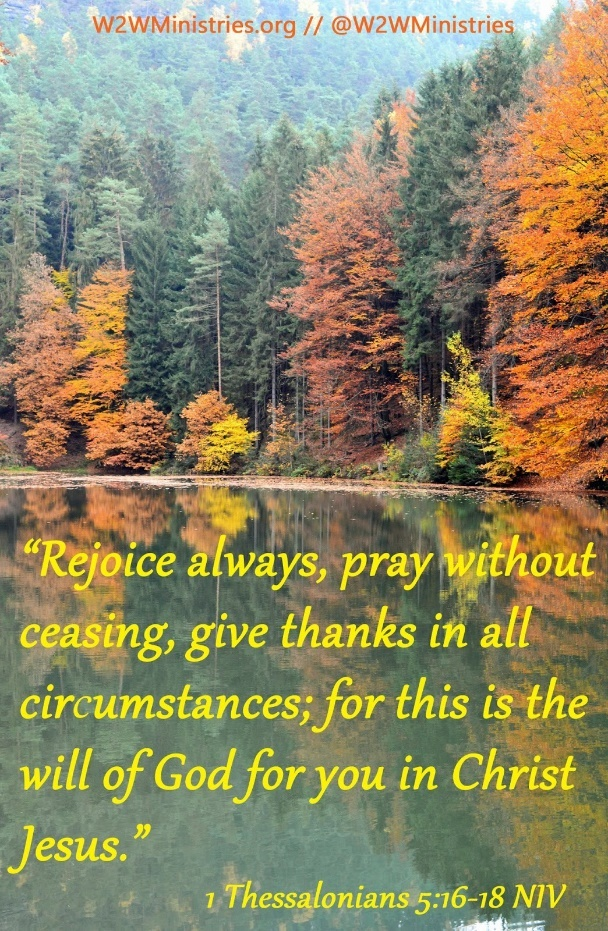 W2WMinistries.org // @W2WMinistries
“Rejoice always, pray without
ceasing, give thanks in all
circumstances; for this is the
will of God for you in Christ
Jesus.”
1 Thessalonians 5:16-18 NIV